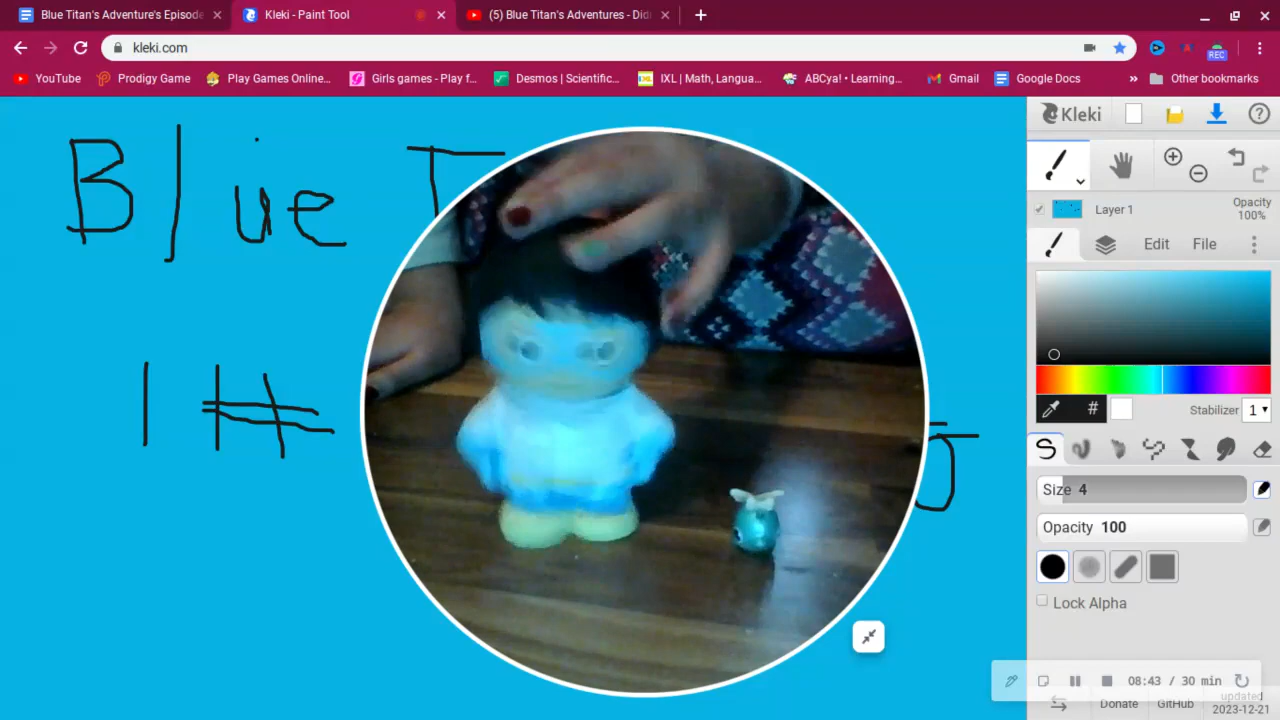 Blue Titan's Adventure's Episode
Kleki - Paint Tool
(5) Blue Titan's Adventures - Did
kleki.com
REC
YouTube
Prodigy Game
Play Games Online...
Girls games - Play f...
Desmos | Scientific...
IXL | Math, Langua...
ABCya! • Learning...
Gmail
Google Docs
»
Other bookmarks
Kleki
Layer 1
Opacity
100%
Edit
File
Blue T
#
Stabilizer
1
Size 4
Opacity 100
Lock Alpha
08:43 / 30 min
Donate
GitHub
updated
2023-12-21